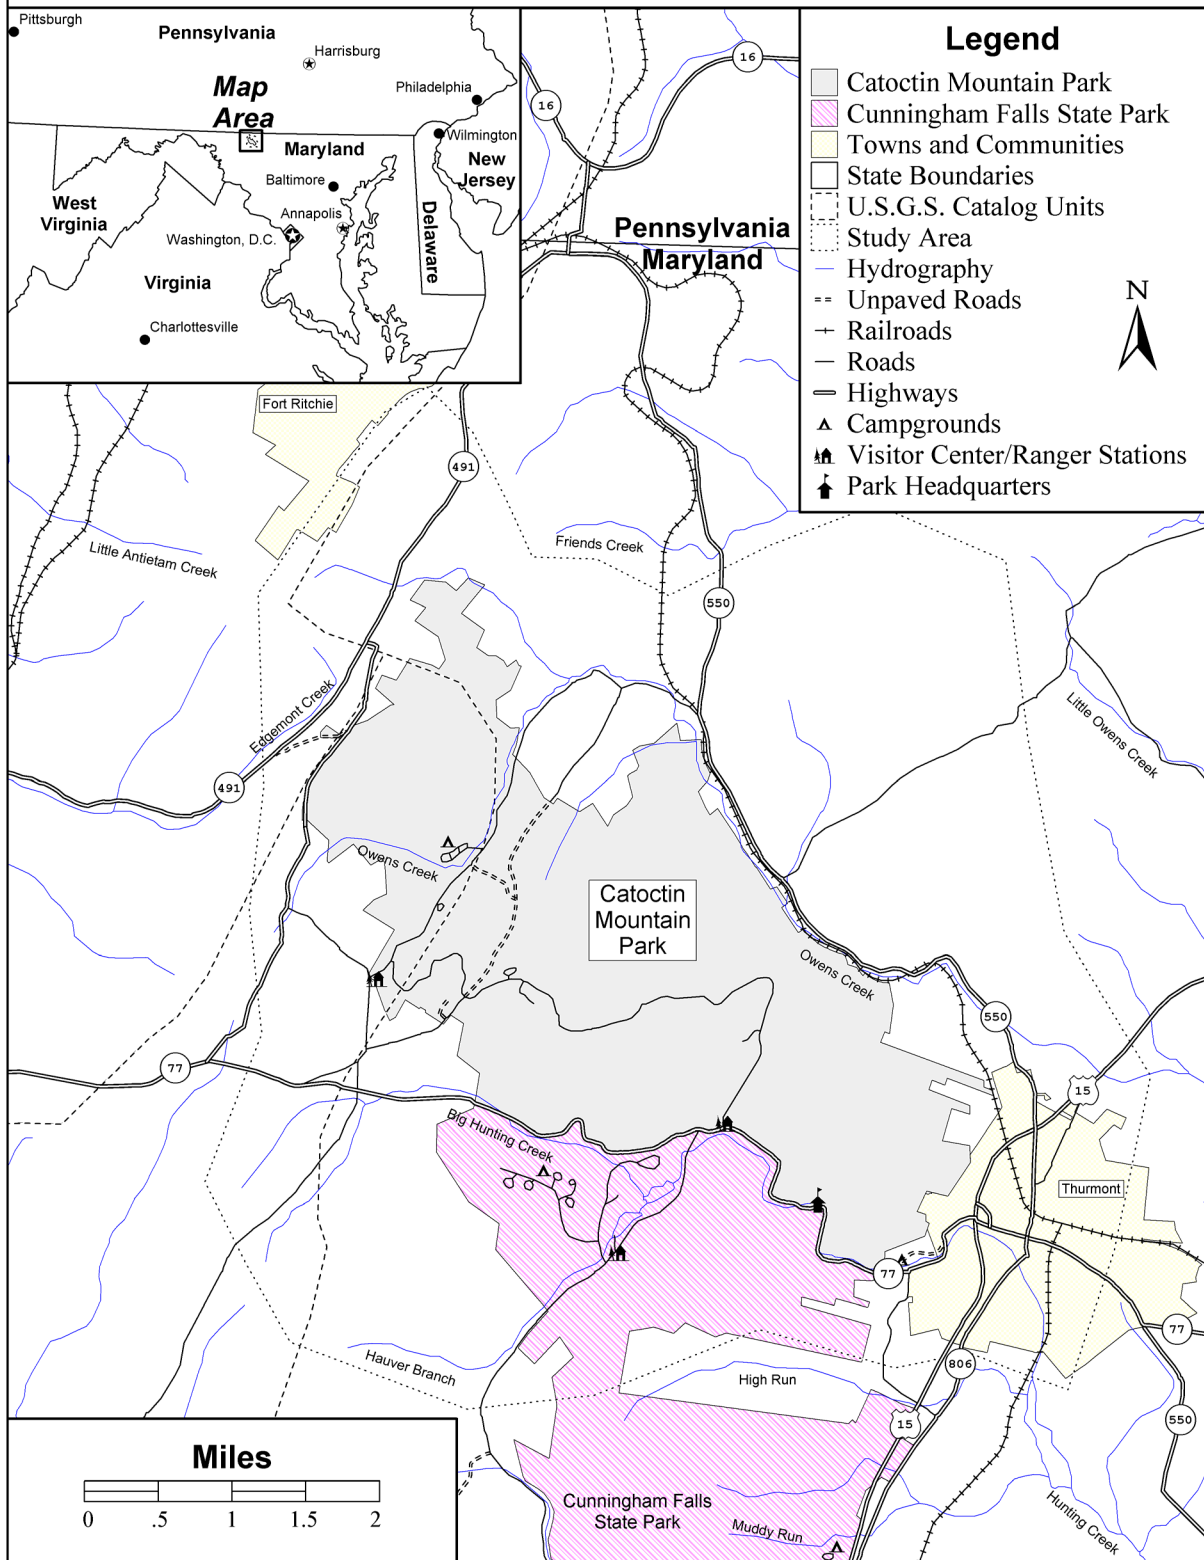 Pittsburgh
Pennsylvania
Harrisburg
Map
Area
Philadelphia
Wilmington
Maryland
New
Jersey
Baltimore
West
Virginia
Annapolis
Washington, D.C.
Delaware
Virginia
Charlottesville
Legend
Catoctin Mountain Park
Cunningham Falls State Park
Towns and Communities
State Boundaries
U.S.G.S. Catalog Units
Study Area
Hydrography
Unpaved Roads
Railroads
Roads
Highways
Campgrounds
Visitor Center/Ranger Stations
Park Headquarters
N
16
16
Pennsylvania
Maryland
Fort Ritchie
491
Little Antietam Creek
Friends Creek
550
Edgemont Creek
Little Owens Creek
491
Owens Creek
Catoctin
Mountain
Park
Owens Creek
550
77
15
Big Hunting Creek
Thurmont
77
77
Hauver Branch
High Run
806
15
550
Cunningham Falls
State Park
Muddy Run
Hunting Creek
Miles
0 .5 1 1.5 2